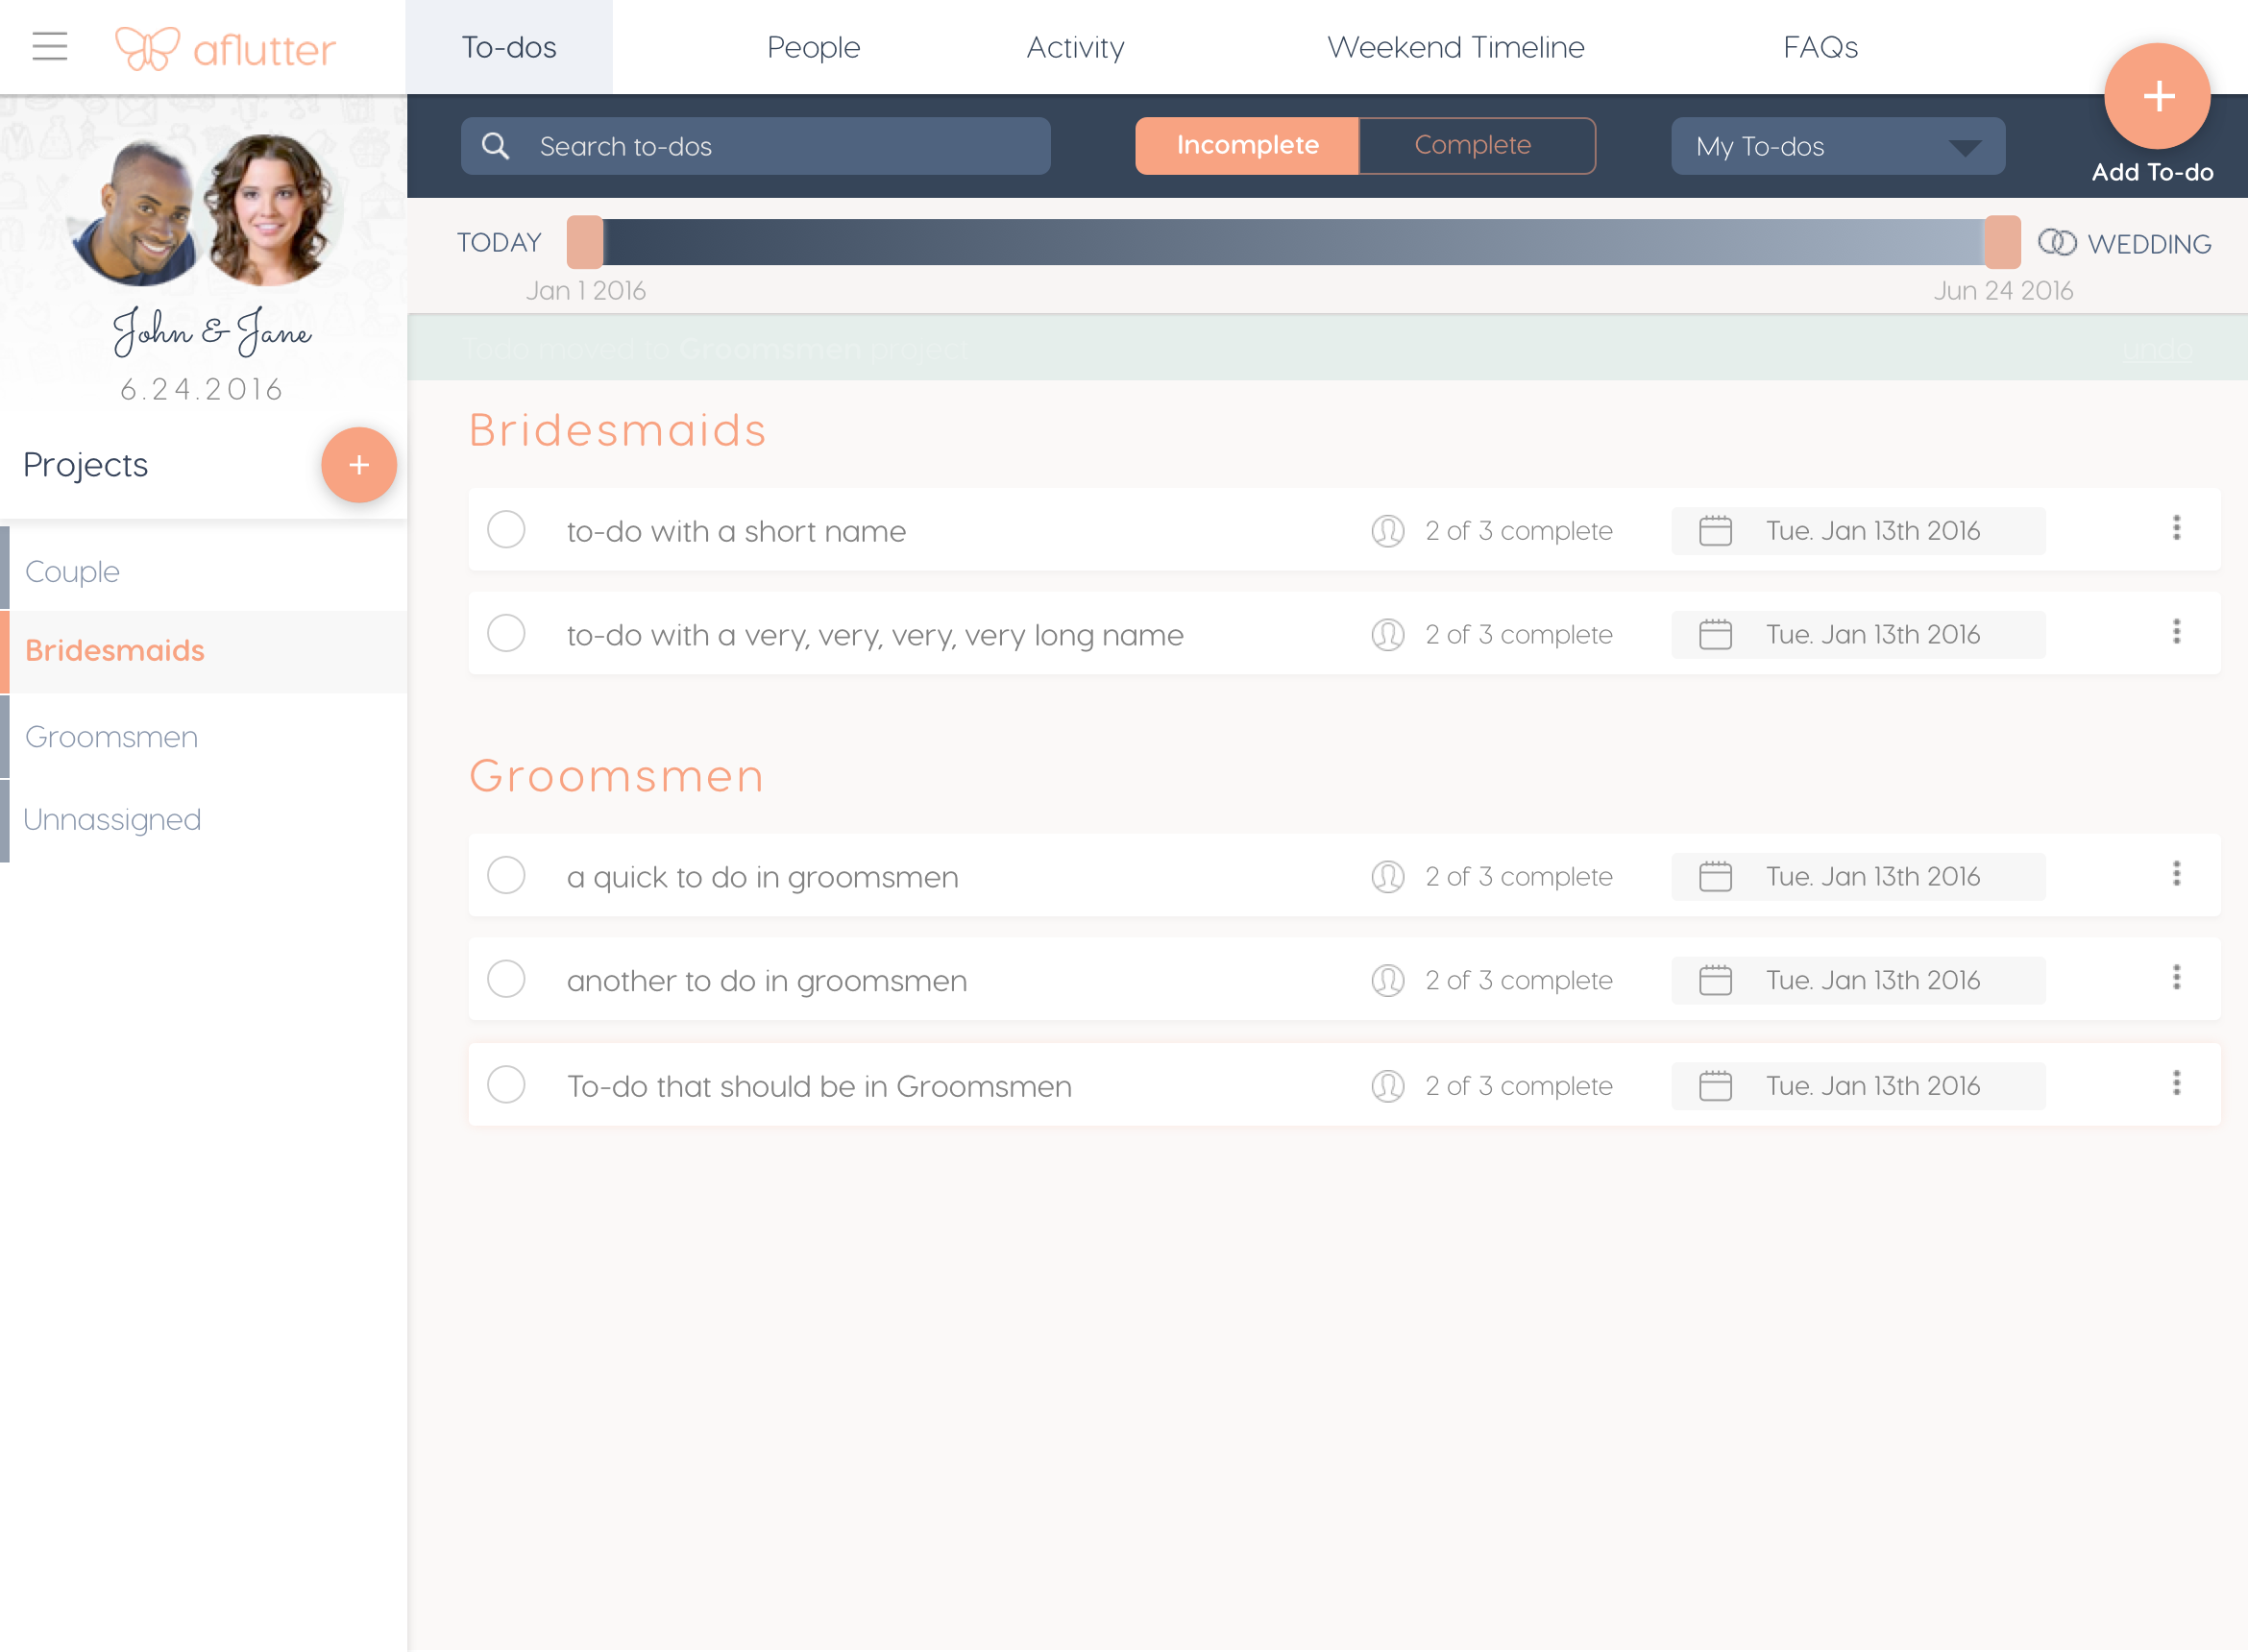 aflutter
To-dos
People
Activity
Weekend Timeline
FAQs
Search to-dos
Incomplete
Complete
My To-dos
Add To-do
TODAY
WEDDING
Jan 1 2016
Jun 24 2016
Todo moved to Groomsmen project
undo
John & Jane
6.24.2016
Projects
Couple
Bridesmaids
Groomsmen
Unnassigned
Bridesmaids
to-do with a short name 2 of 3 complete Tue. Jan 13th 2016
to-do with a very, very, very, very long name 2 of 3 complete Tue. Jan 13th 2016
Groomsmen
a quick to do in groomsmen 2 of 3 complete Tue. Jan 13th 2016
another to do in groomsmen 2 of 3 complete Tue. Jan 13th 2016
To-do that should be in Groomsmen 2 of 3 complete Tue. Jan 13th 2016